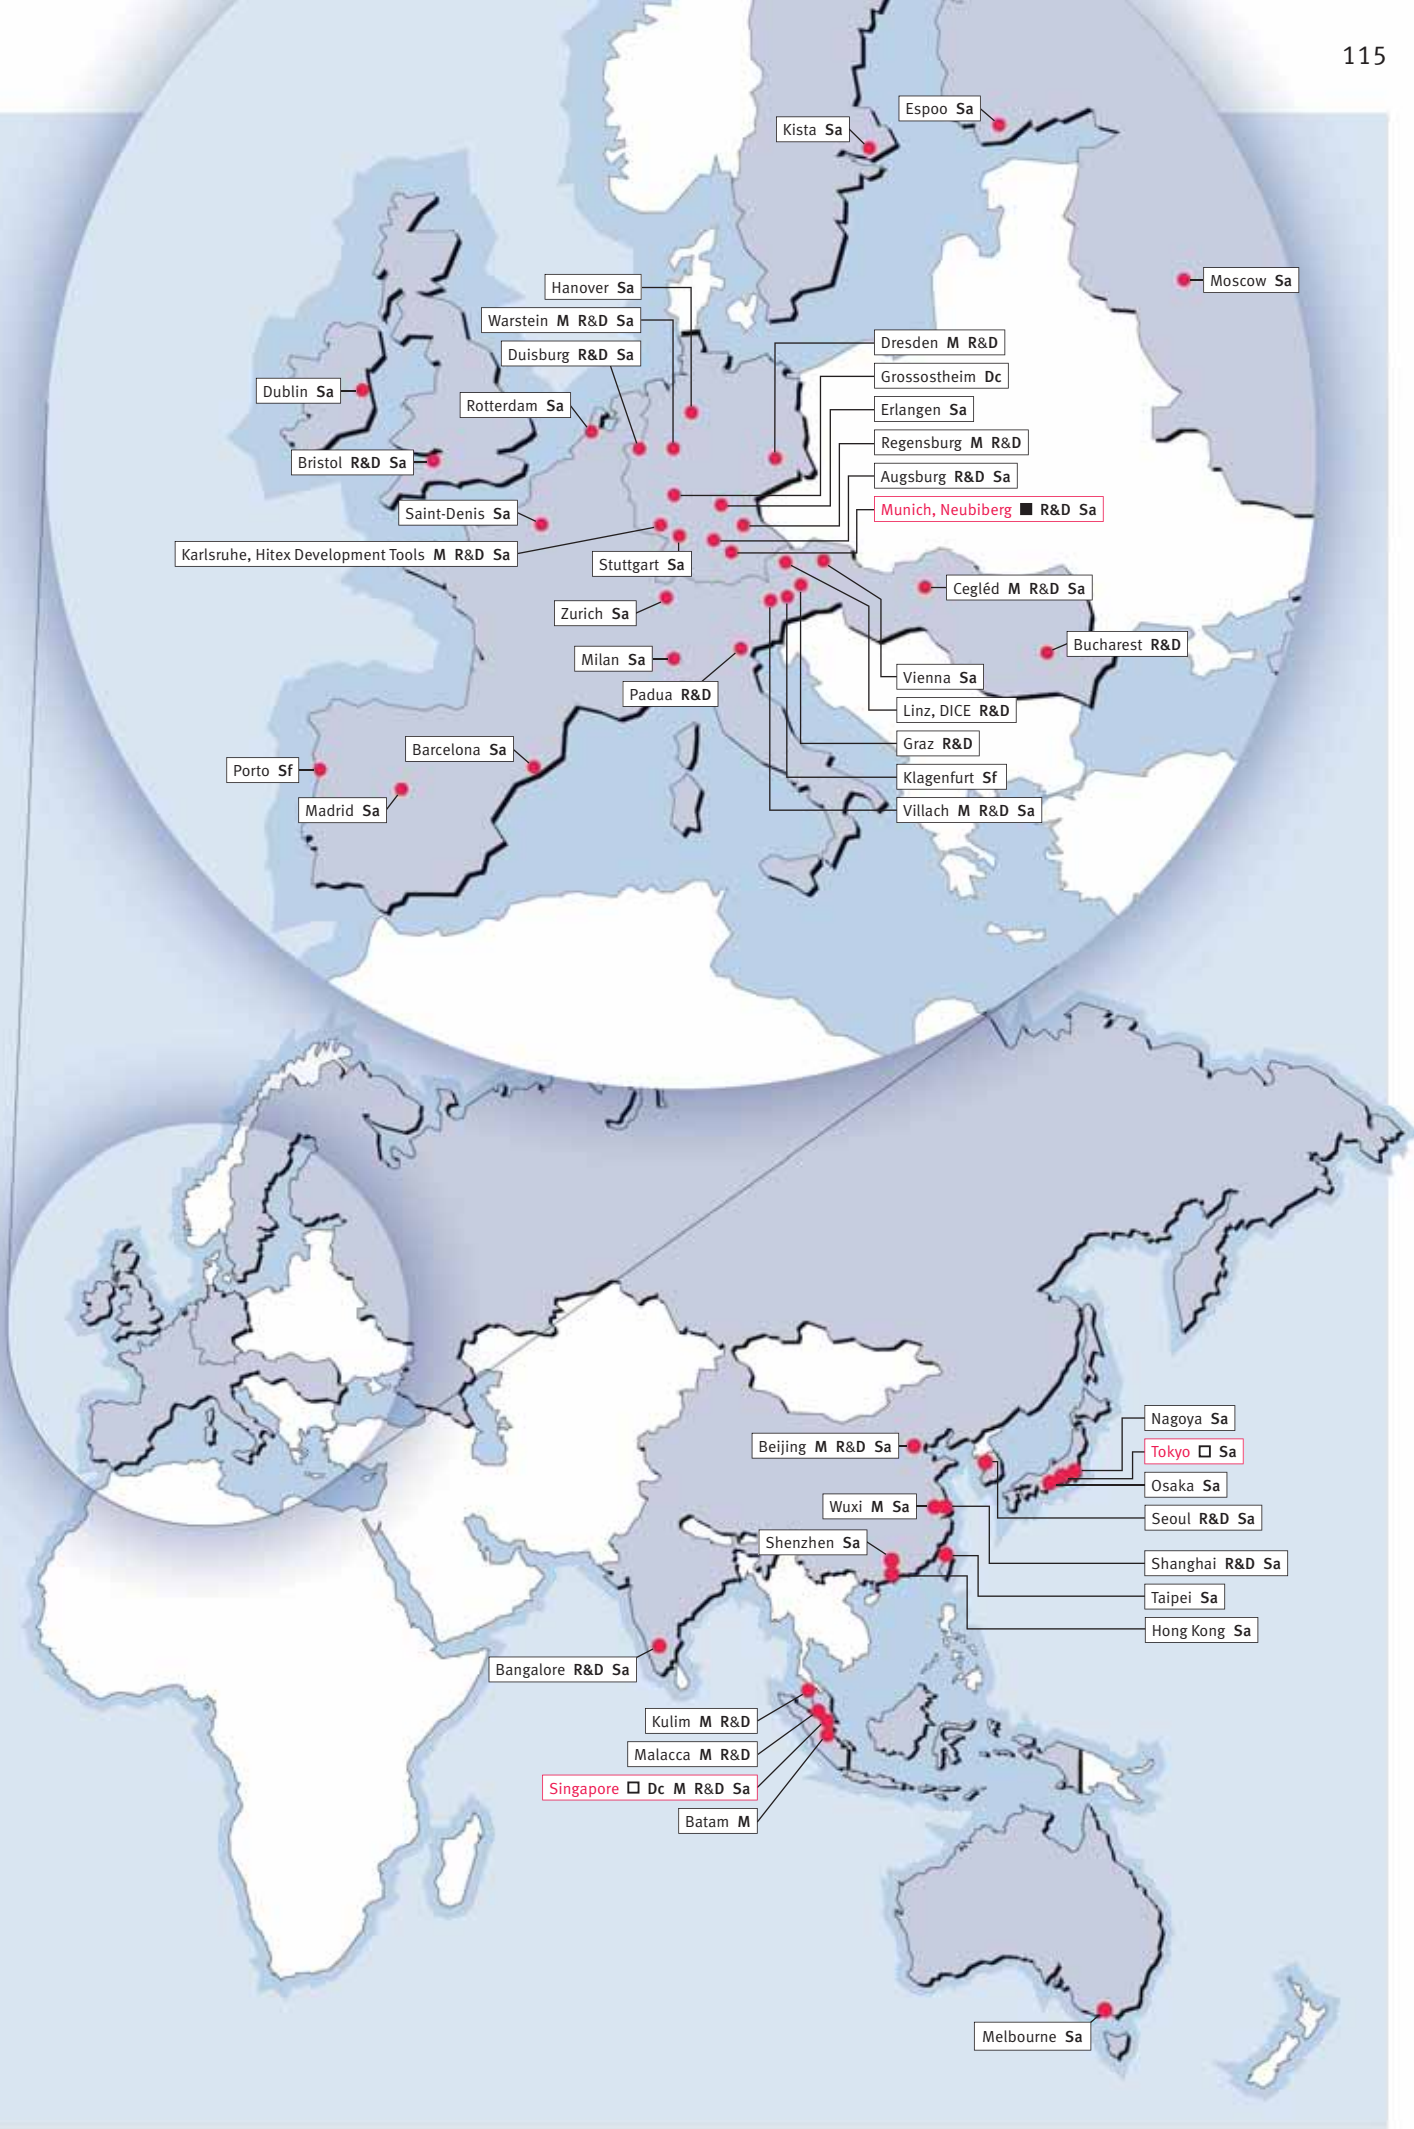 115
Espoo Sa
Kista Sa
Moscow Sa
Hanover Sa
Warstein M R&D Sa
Duisburg R&D Sa
Dublin Sa
Rotterdam Sa
Bristol R&D Sa
Saint-Denis Sa
Karlsruhe, Hitex Development Tools M R&D Sa
Stuttgart Sa
Zurich Sa
Milan Sa
Padua R&D
Barcelona Sa
Porto Sf
Madrid Sa
Dresden M R&D
Grossostheim Dc
Erlangen Sa
Regensburg M R&D
Augsburg R&D Sa
Munich, Neubiberg ■ R&D Sa
Cegléd M R&D Sa
Bucharest R&D
Vienna Sa
Linz, DICE R&D
Graz R&D
Klagenfurt Sf
Villach M R&D Sa
Nagoya Sa
Beijing M R&D Sa
Tokyo □ Sa
Osaka Sa
Wuxi M Sa
Seoul R&D Sa
Shenzhen Sa
Shanghai R&D Sa
Taipei Sa
Hong Kong Sa
Bangalore R&D Sa
Kulim M R&D
Malacca M R&D
Singapore □ Dc M R&D Sa
Batam M
Melbourne Sa